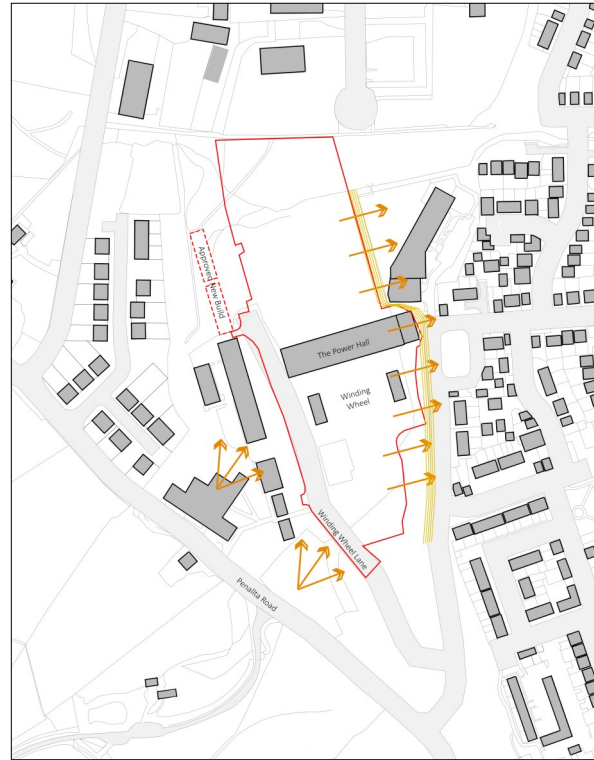 Approved New Build
The Power Hall
Winding
Wheel
Winding Wheel Lane
Penallta Road